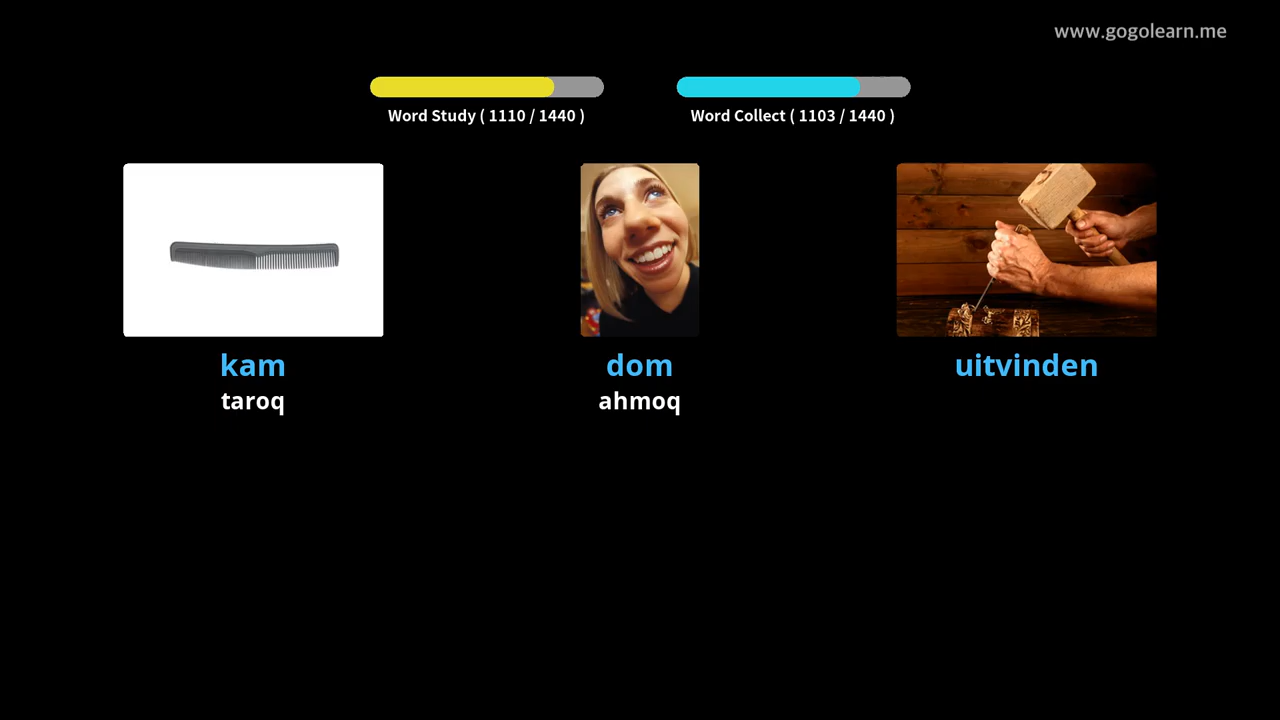 www.gogolearn.me
Word Study ( 1110 / 1440 )
Word Collect ( 1103 / 1440 )
kam
dom
uitvinden
taroq
ahmoq